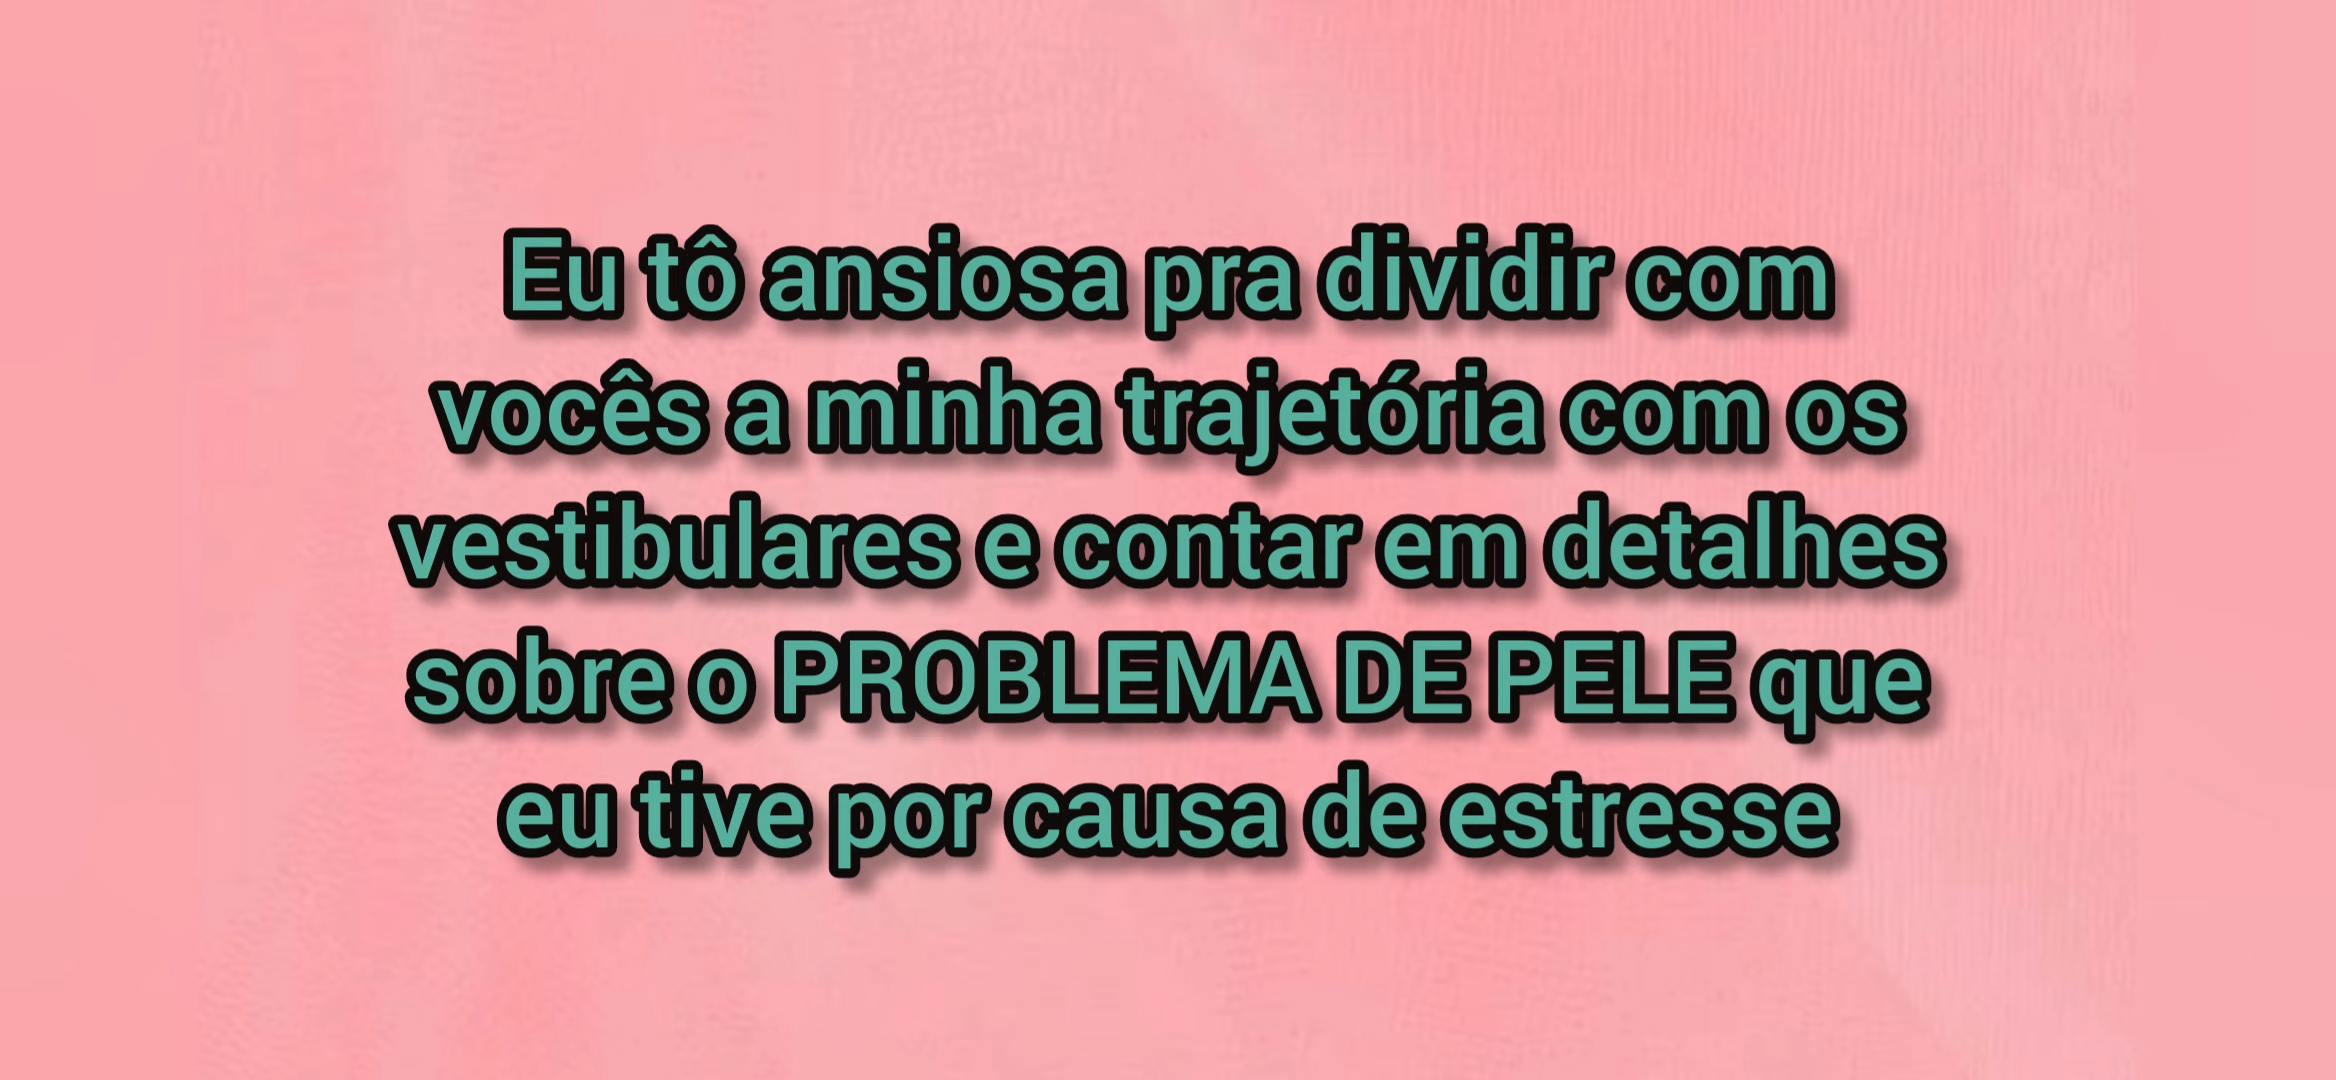 Eu tô ansiosa pra dividir com
vocês a minha trajetória com os
vestibulares e contar em detalhes
sobre o PROBLEMA DE PELE que
eu tive por causa de estresse